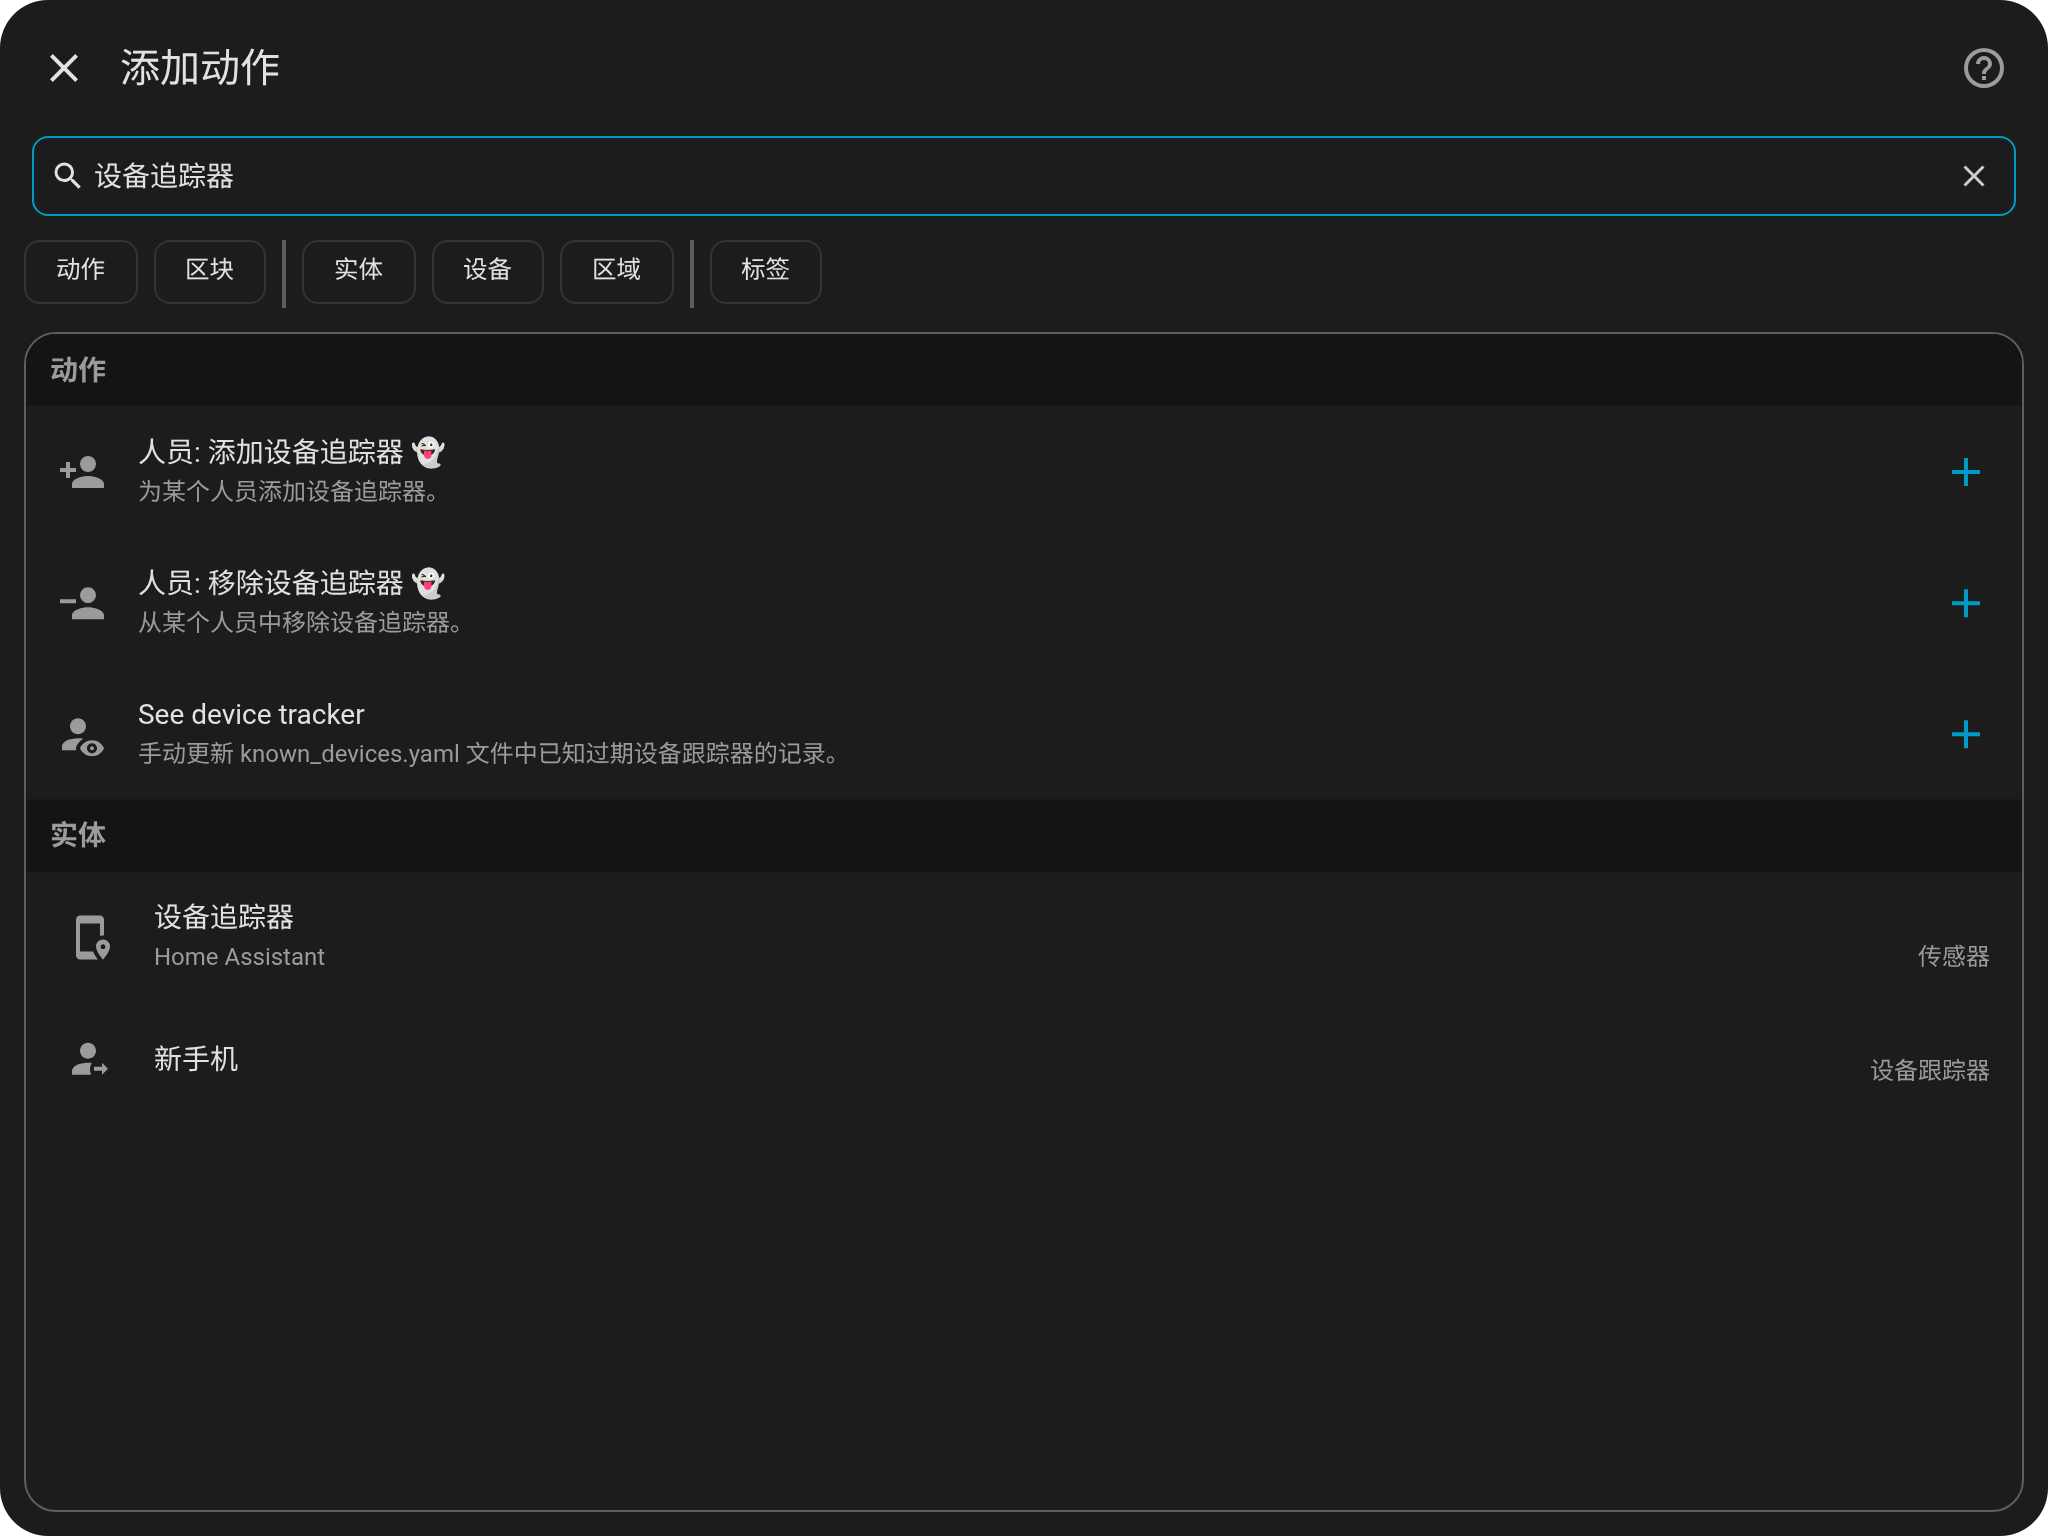 添加动作
设备追踪器
动作 区块 实体 设备 区域 标签
动作
人员: 添加设备追踪器 👻
为某个人员添加设备追踪器。
人员: 移除设备追踪器 👻
从某个人员中移除设备追踪器。
See device tracker
手动更新 known_devices.yaml 文件中已知过期设备跟踪器的记录。
实体
设备追踪器
Home Assistant
传感器
新手机
设备跟踪器